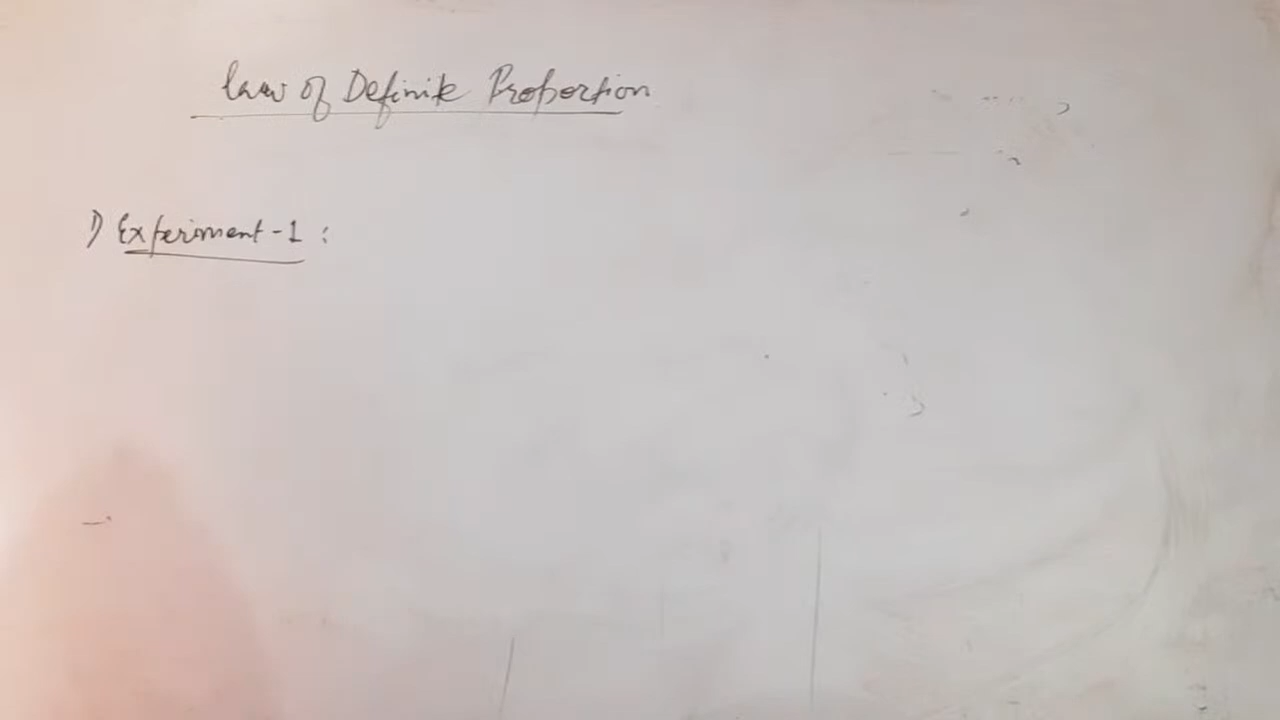 Law of Definite Proportion
1) Experiment-1 :